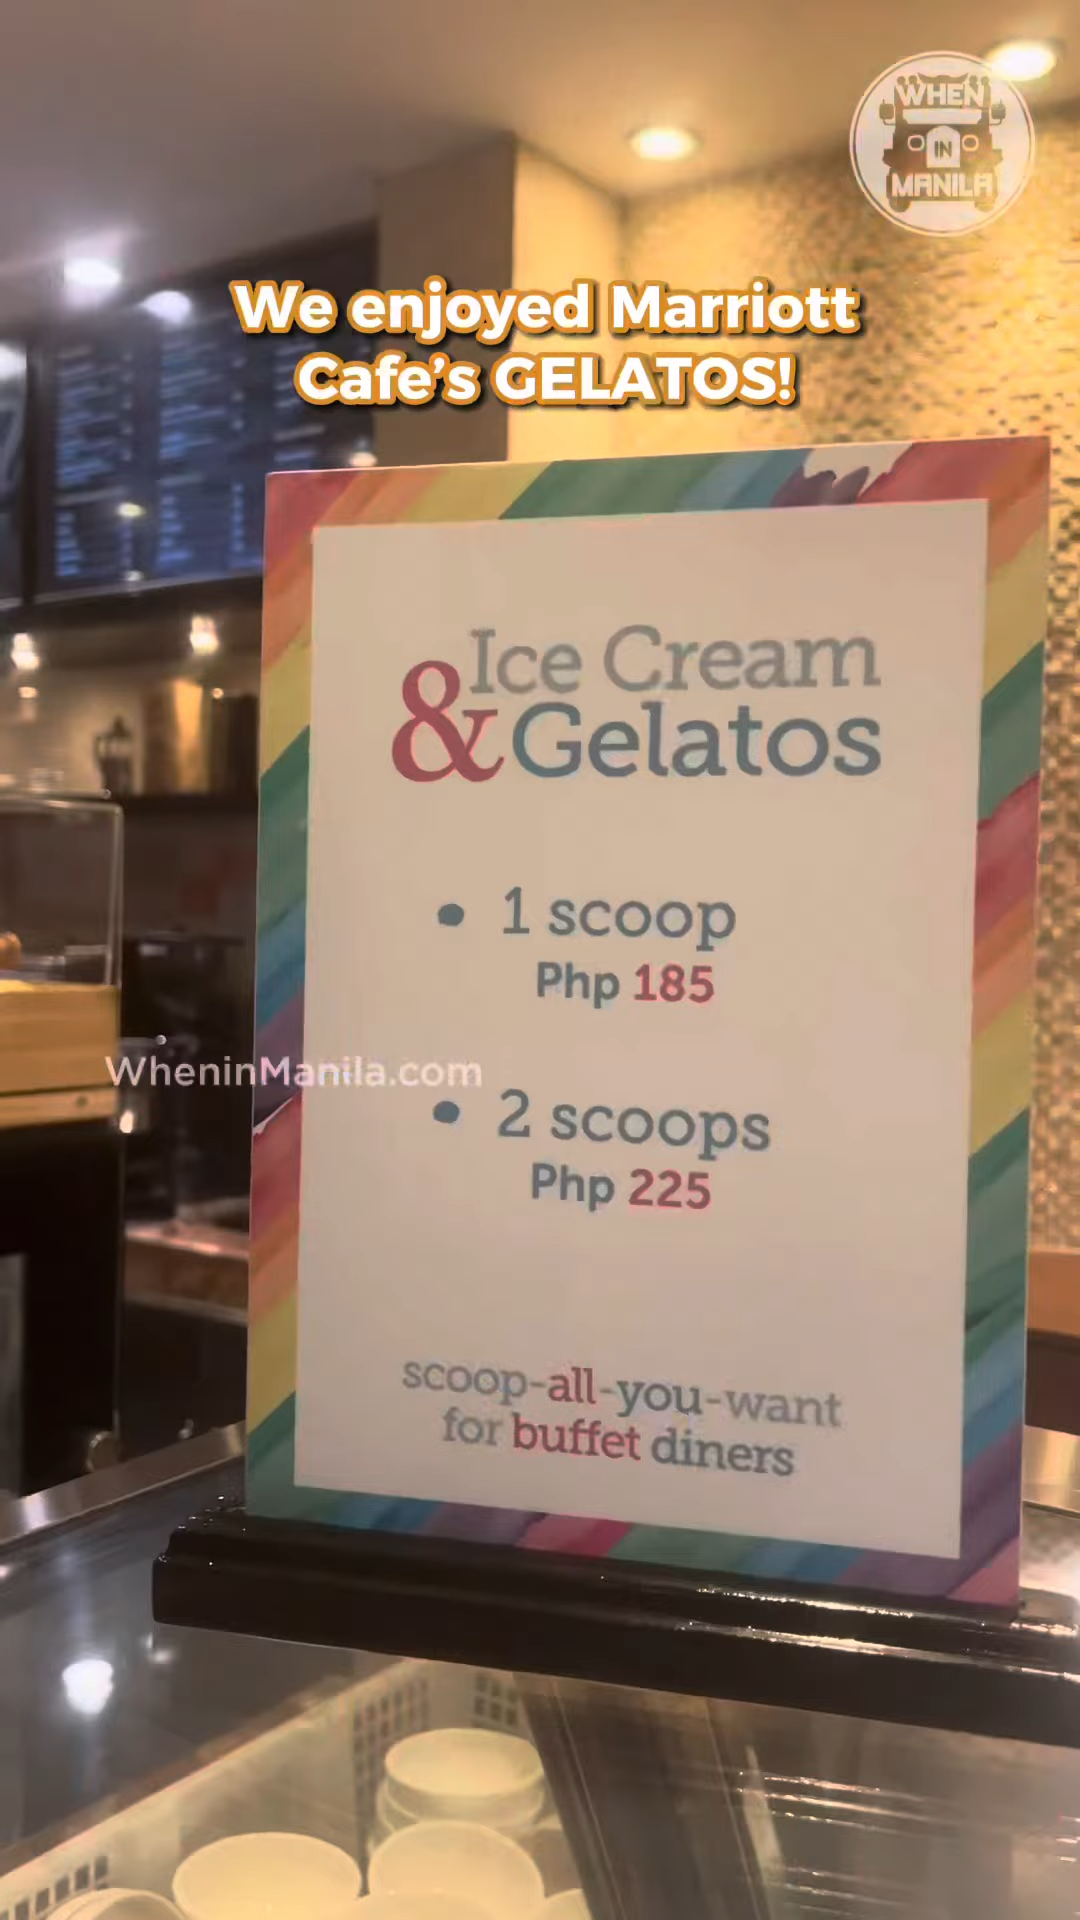 WHEN
IN
MANILA
We enjoyed Marriott
Cafe's GELATOS!
Ice Cream
& Gelatos
• 1 scoop
Php 185
WheninManila.com
• 2 scoops
Php 225
scoop-all-you-want
for buffet diners